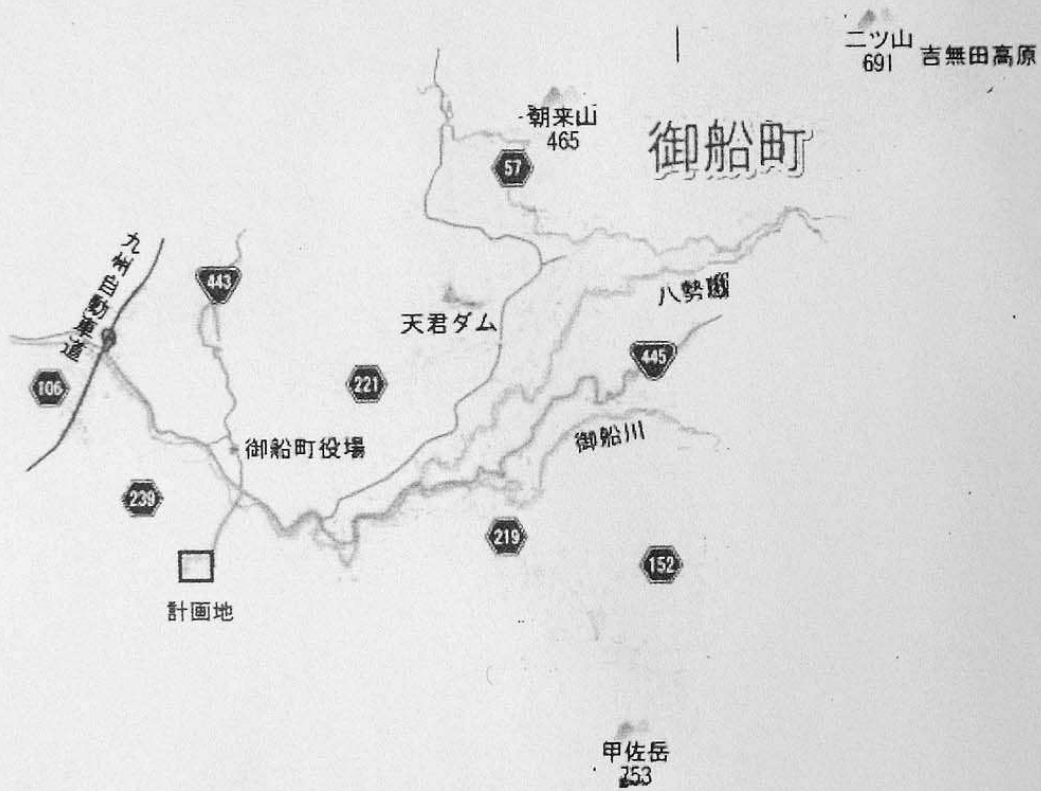 二ツ山
691
吉無田高原
朝来山
465
御船町
57
九州自動車道
443
八勢
天君ダム
445
106
221
御船川
御船町役場
239
219
152
計画地
甲佐岳
753